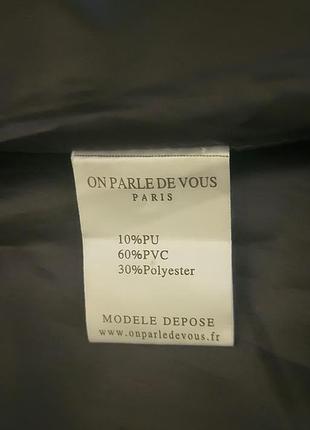 ON PARLE DE VOUS
PARIS
10%PU
60%PVC
30%Polyester
MODELE DEPOSE
www.onparledevous.fr